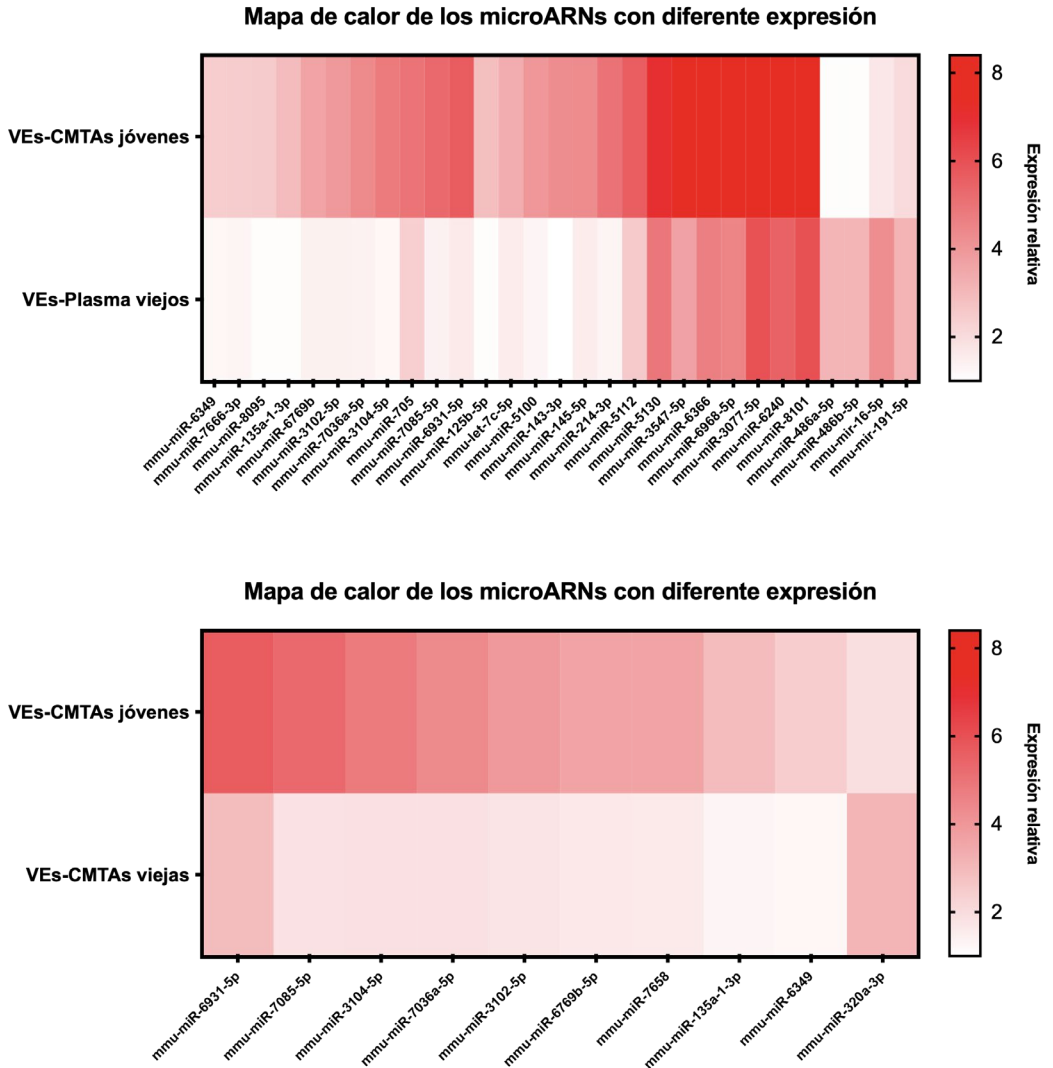 Mapa de calor de los microARNs con diferente expresión
VEs-CMTAs jóvenes
VEs-Plasma viejos
8
6
4
2
Expresión relativa
mmu-miR-6349
mmu-miR-7666-3p
mmu-miR-8095
mmu-miR-135a-1-3p
mmu-miR-6769b
mmu-miR-3102-5p
mmu-miR-7036a-5p
mmu-miR-3104-5p
mmu-miR-705
mmu-miR-7085-5p
mmu-miR-6931-5p
mmu-miR-125b-5p
mmu-let-7c-5p
mmu-miR-5100
mmu-miR-143-3p
mmu-miR-145-5p
mmu-miR-214-3p
mmu-miR-5112
mmu-miR-5130
mmu-miR-3547-5p
mmu-miR-6366
mmu-miR-6968-5p
mmu-miR-3077-5p
mmu-miR-6240
mmu-miR-8101
mmu-miR-486a-5p
mmu-miR-486b-5p
mmu-miR-16-5p
mmu-miR-191-5p
Mapa de calor de los microARNs con diferente expresión
VEs-CMTAs jóvenes
VEs-CMTAs viejas
8
6
4
2
Expresión relativa
mmu-miR-6931-5p
mmu-miR-7085-5p
mmu-miR-3104-5p
mmu-miR-7036a-5p
mmu-miR-3102-5p
mmu-miR-6769b-5p
mmu-miR-7658
mmu-miR-135a-1-3p
mmu-miR-6349
mmu-miR-320a-3p